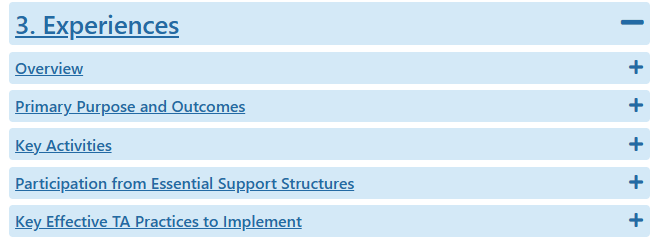 3. Experiences
Overview
Primary Purpose and Outcomes
Key Activities
Participation from Essential Support Structures
Key Effective TA Practices to Implement